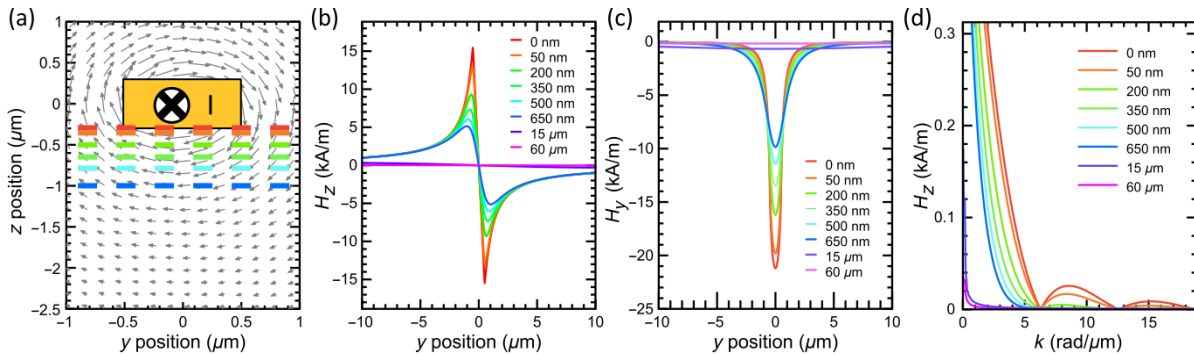 (a)
z position (μm)
0.5
0
−0.5
−1
−1.5
−2
−2.5
I
−1
−0.5
0
0.5
1
y position (μm)
(b)
Hz (kA/m)
15
10
5
0
−5
−10
−15
0 nm
50 nm
200 nm
350 nm
500 nm
650 nm
15 μm
60 μm
−10
−5
0
5
10
y position (μm)
(c)
Hy (kA/m)
0
−5
−10
−15
−20
−25
0 nm
50 nm
200 nm
350 nm
500 nm
650 nm
15 μm
60 μm
−10
−5
0
5
10
y position (μm)
(d)
Hz (kA/m)
0.3
0.2
0.1
0
0 nm
50 nm
200 nm
350 nm
500 nm
650 nm
15 μm
60 μm
0
5
10
15
k (rad/μm)